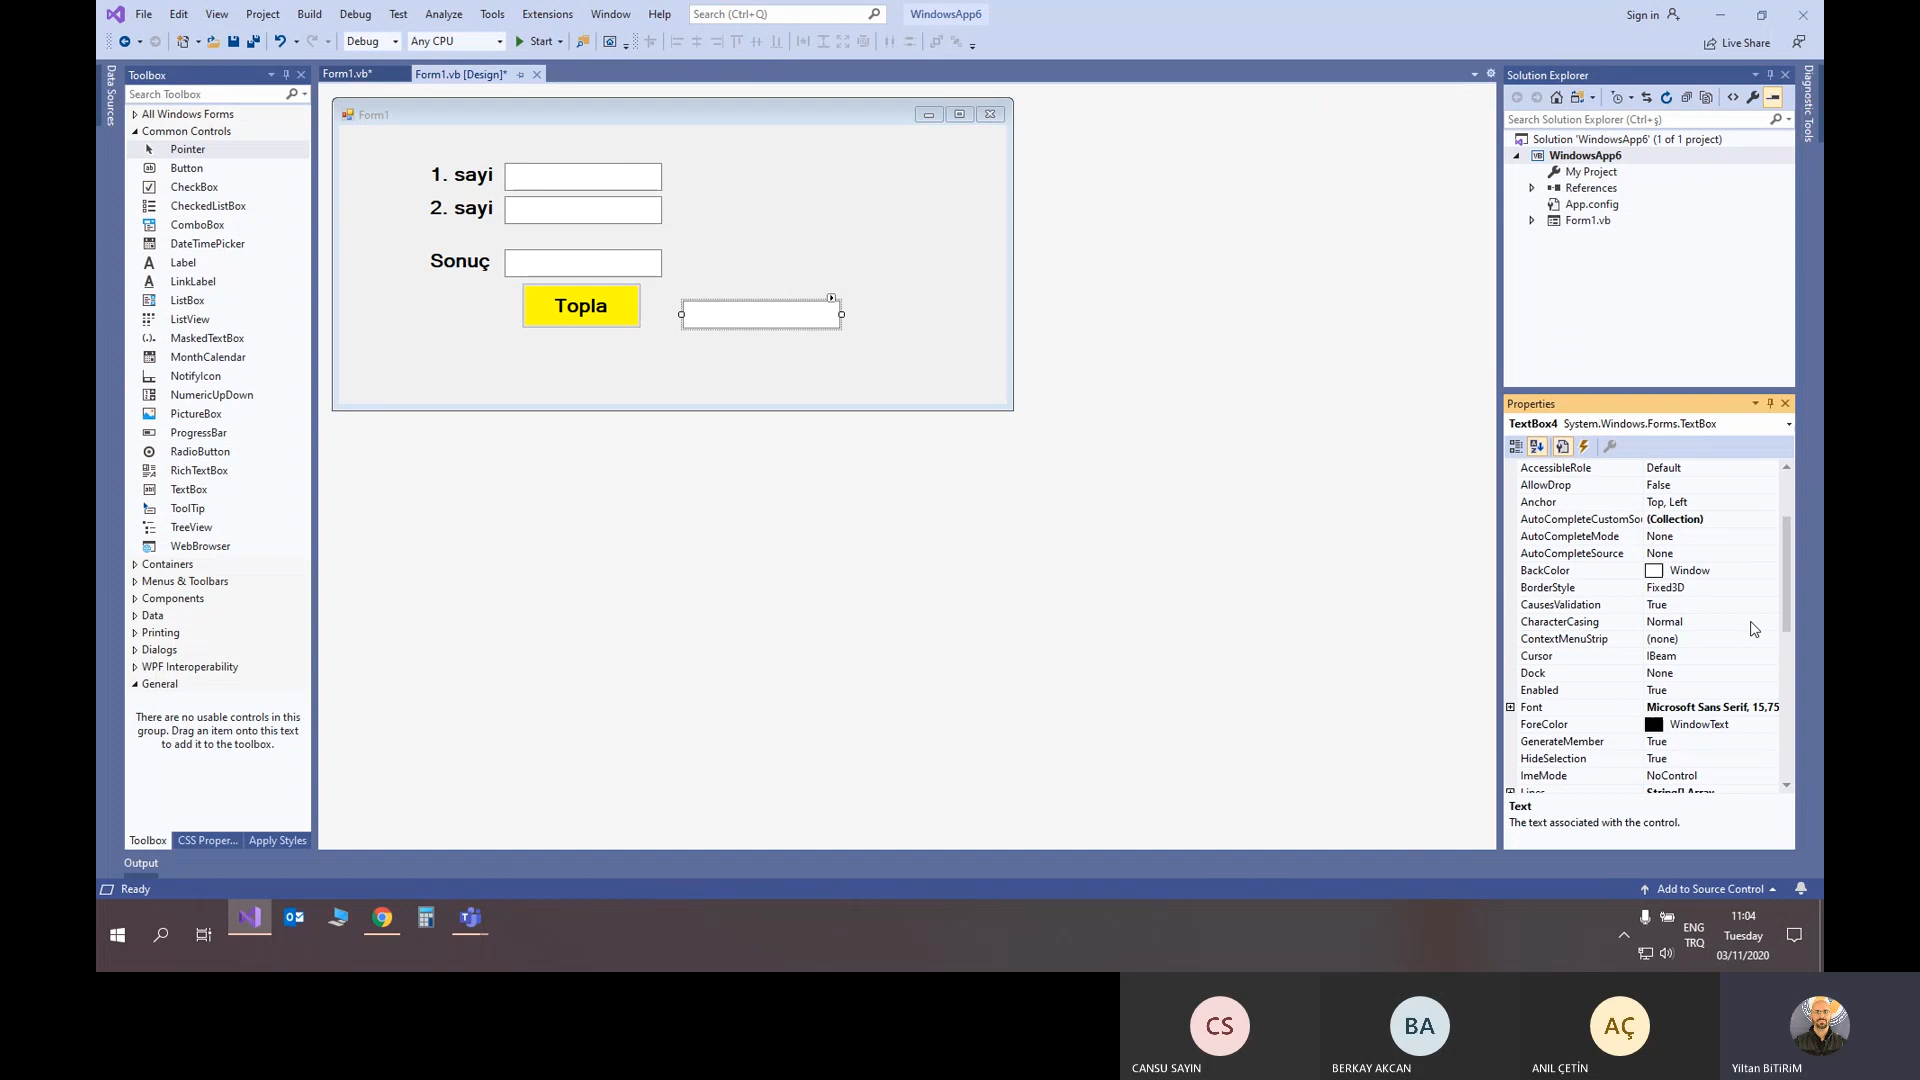 File Edit View Project Build Debug Test Analyze Tools Extensions Window Help Search (Ctrl+Q) WindowsApp6 Sign in
Debug Any CPU Start Live Share
Data Sources
Toolbox
Search Toolbox
All Windows Forms
Common Controls
Pointer
Button
CheckBox
CheckedListBox
ComboBox
DateTimePicker
Label
LinkLabel
ListBox
ListView
MaskedTextBox
MonthCalendar
NotifyIcon
NumericUpDown
PictureBox
ProgressBar
RadioButton
RichTextBox
TextBox
ToolTip
TreeView
WebBrowser
Containers
Menus & Toolbars
Components
Data
Printing
Dialogs
WPF Interoperability
General
There are no usable controls in this
group. Drag an item onto this text
to add it to the toolbox.
Toolbox CSS Proper... Apply Styles
Form1.vb* Form1.vb [Design]*
Form1
1. sayi
2. sayi
Sonuç
Topla
Solution Explorer
Search Solution Explorer (Ctrl+ş)
Solution 'WindowsApp6' (1 of 1 project)
VB WindowsApp6
My Project
References
App.config
Form1.vb
Diagnostic Tools
Properties
TextBox4 System.Windows.Forms.TextBox
AccessibleRole Default
AllowDrop False
Anchor Top, Left
AutoCompleteCustomSou (Collection)
AutoCompleteMode None
AutoCompleteSource None
BackColor Window
BorderStyle Fixed3D
CausesValidation True
CharacterCasing Normal
ContextMenuStrip (none)
Cursor IBeam
Dock None
Enabled True
Font Microsoft Sans Serif, 15,75
ForeColor WindowText
GenerateMember True
HideSelection True
ImeMode NoControl
Lines String[] Array
Text
The text associated with the control.
Output
Ready Add to Source Control
ENG
TRQ
11:04
Tuesday
03/11/2020
CS BA AÇ
CANSU SAYIN BERKAY AKCAN ANIL ÇETİN Yiltan BiTiRiM